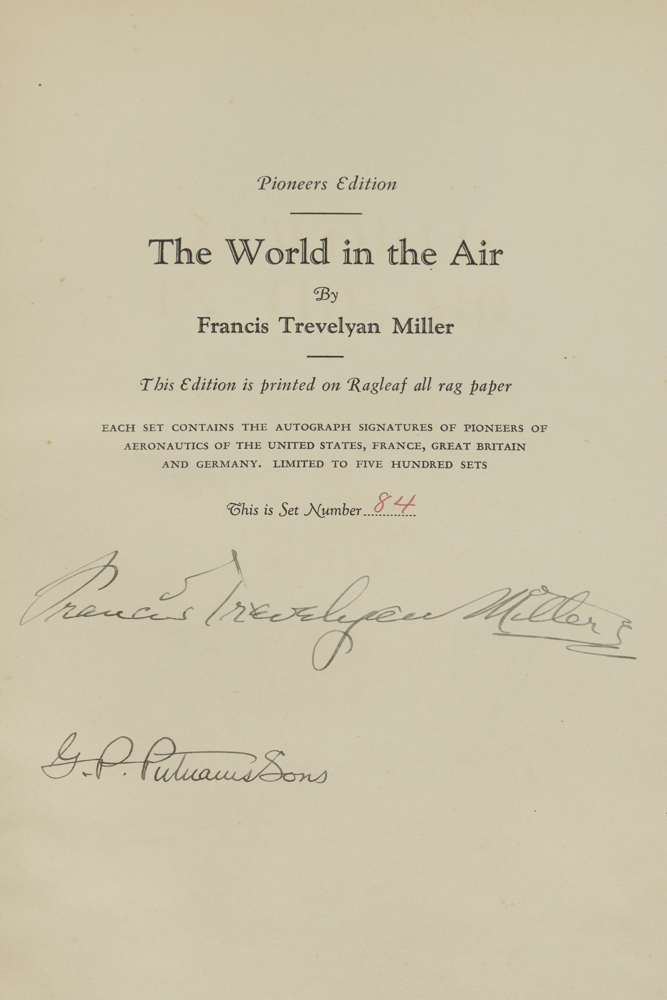 Pioneers Edition
The World in the Air
By
Francis Trevelyan Miller
This Edition is printed on Ragleaf all rag paper
EACH SET CONTAINS THE AUTOGRAPH SIGNATURES OF PIONEERS OF
AERONAUTICS OF THE UNITED STATES, FRANCE, GREAT BRITAIN
AND GERMANY. LIMITED TO FIVE HUNDRED SETS
This is Set Number 84
Francis Trevelyan Miller
G. P. Putnams Sons